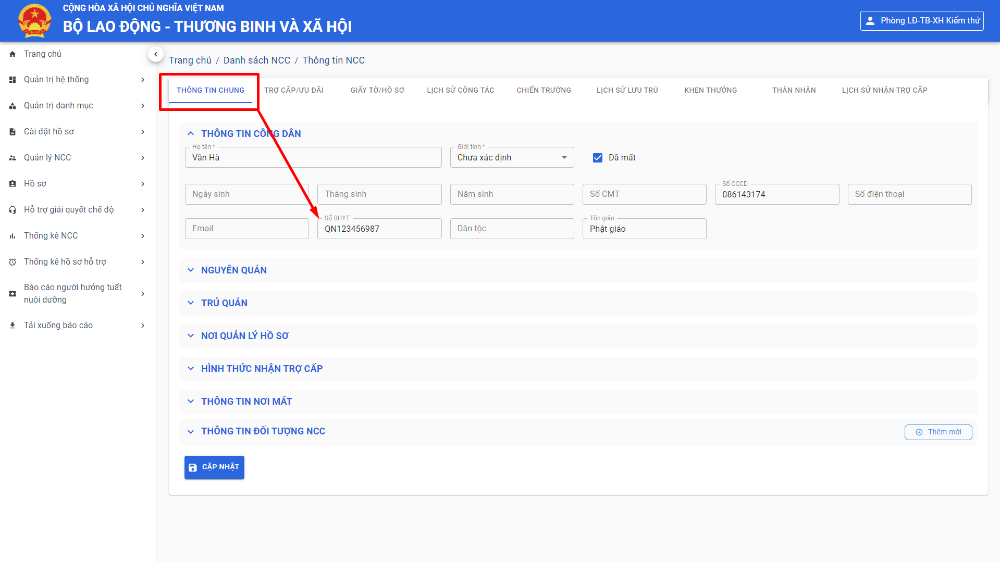 CỘNG HÒA XÃ HỘI CHỦ NGHĨA VIỆT NAM
BỘ LAO ĐỘNG - THƯƠNG BINH VÀ XÃ HỘI
Phòng LĐ-TB-XH Kiểm thử
Trang chủ
Quản trị hệ thống
Quản trị danh mục
Cài đặt hồ sơ
Quản lý NCC
Hồ sơ
Hỗ trợ giải quyết chế độ
Thống kê NCC
Thống kê hồ sơ hỗ trợ
Báo cáo người hưởng tuất
nuôi dưỡng
Tải xuống báo cáo
Trang chủ / Danh sách NCC / Thông tin NCC
THÔNG TIN CHUNG TRỢ CẤP/ƯU ĐÃI GIẤY TỜ/HỒ SƠ LỊCH SỬ CÔNG TÁC CHIẾN TRƯỜNG LỊCH SỬ LƯU TRÚ KHEN THƯỞNG THÂN NHÂN LỊCH SỬ NHẬN TRỢ CẤP
THÔNG TIN CÔNG DÂN
Họ tên * Giới tính *
Văn Hà Chưa xác định Đã mất
Số CCCD
Ngày sinh Tháng sinh Năm sinh Số CMT 086143174 Số điện thoại
Số BHYT Tôn giáo
Email QN123456987 Dân tộc Phật giáo
NGUYÊN QUÁN
TRÚ QUÁN
NƠI QUẢN LÝ HỒ SƠ
HÌNH THỨC NHẬN TRỢ CẤP
THÔNG TIN NƠI MẤT
THÔNG TIN ĐỐI TƯỢNG NCC Thêm mới
CẬP NHẬT